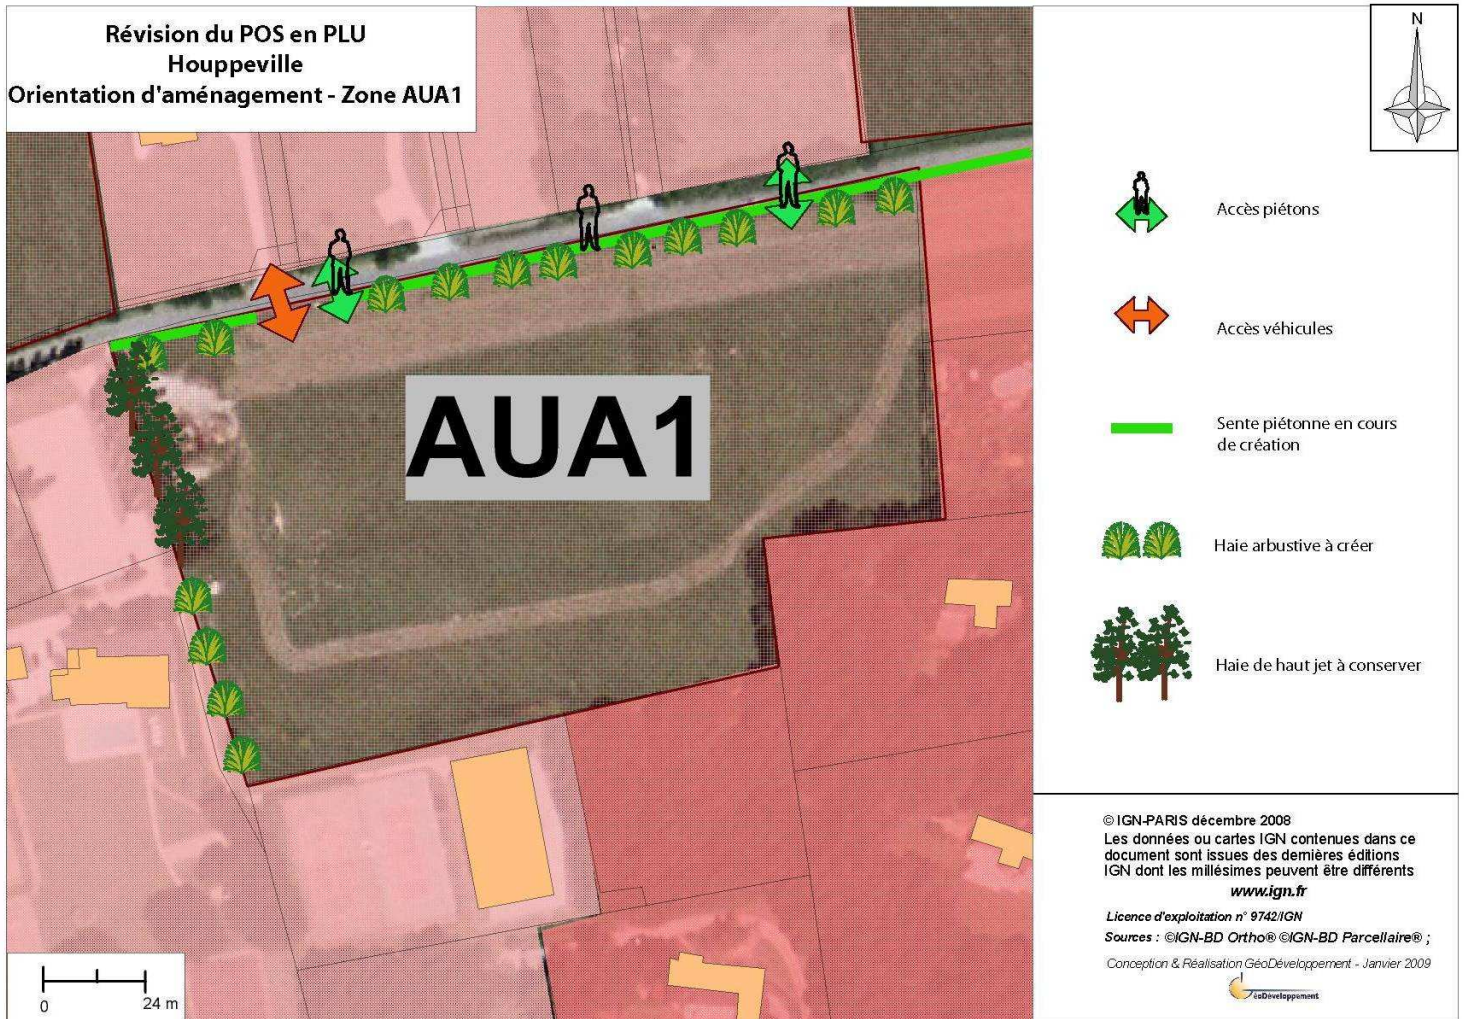 Révision du POS en PLU
Houppeville
Orientation d'aménagement - Zone AUA1
N
Accès piétons
Accès véhicules
Sente piétonne en cours
de création
Haie arbustive à créer
Haie de haut jet à conserver
AUA1
0
24 m
© IGN-PARIS décembre 2008
Les données ou cartes IGN contenues dans ce
document sont issues des dernières éditions
IGN dont les millésimes peuvent être différents
www.ign.fr
Licence d'exploitation n° 9742/IGN
Sources : ©IGN-BD Ortho® ©IGN-BD Parcellaire® ;
Conception & Réalisation GéoDéveloppement - Janvier 2009
GéoDéveloppement